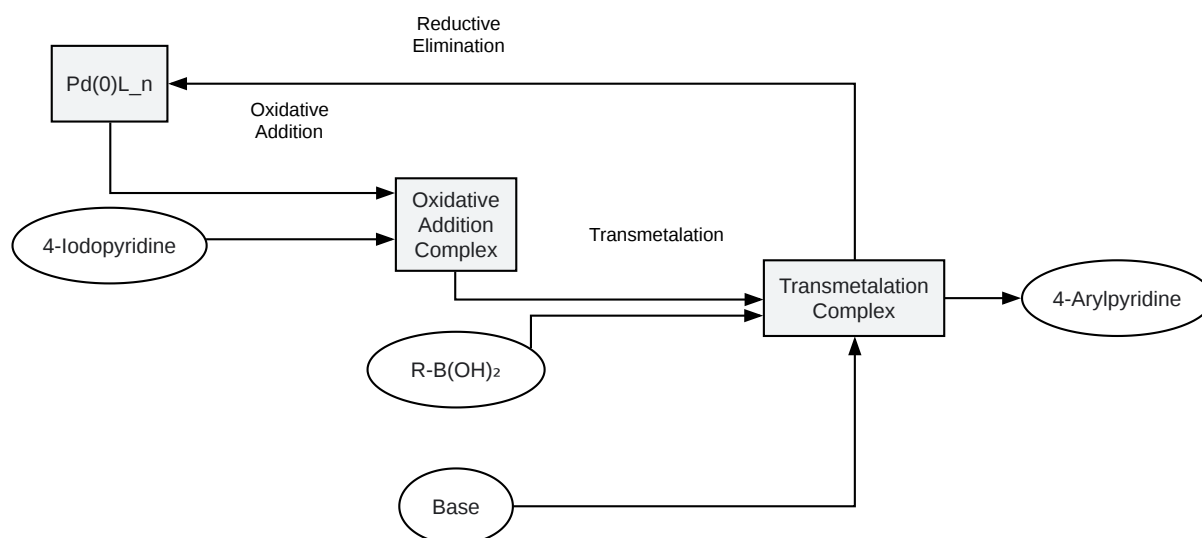 Reductive
Elimination
Pd(0)L_n
Oxidative
Addition
Oxidative
Addition
Complex
4-Iodopyridine
Transmetalation
Transmetalation
Complex
4-Arylpyridine
R-B(OH)₂
Base